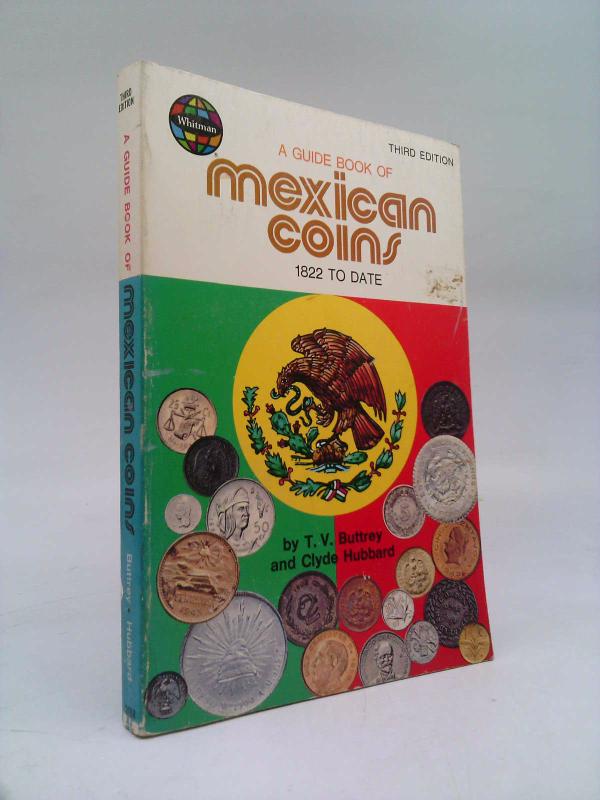 THIRD
EDITION
A GUIDE BOOK OF
mexican coins
Buttrey • Hubbard
Whitman
®
THIRD EDITION
A GUIDE BOOK OF
mexican
coins
1822 TO DATE
by T. V. Buttrey
and Clyde Hubbard
50